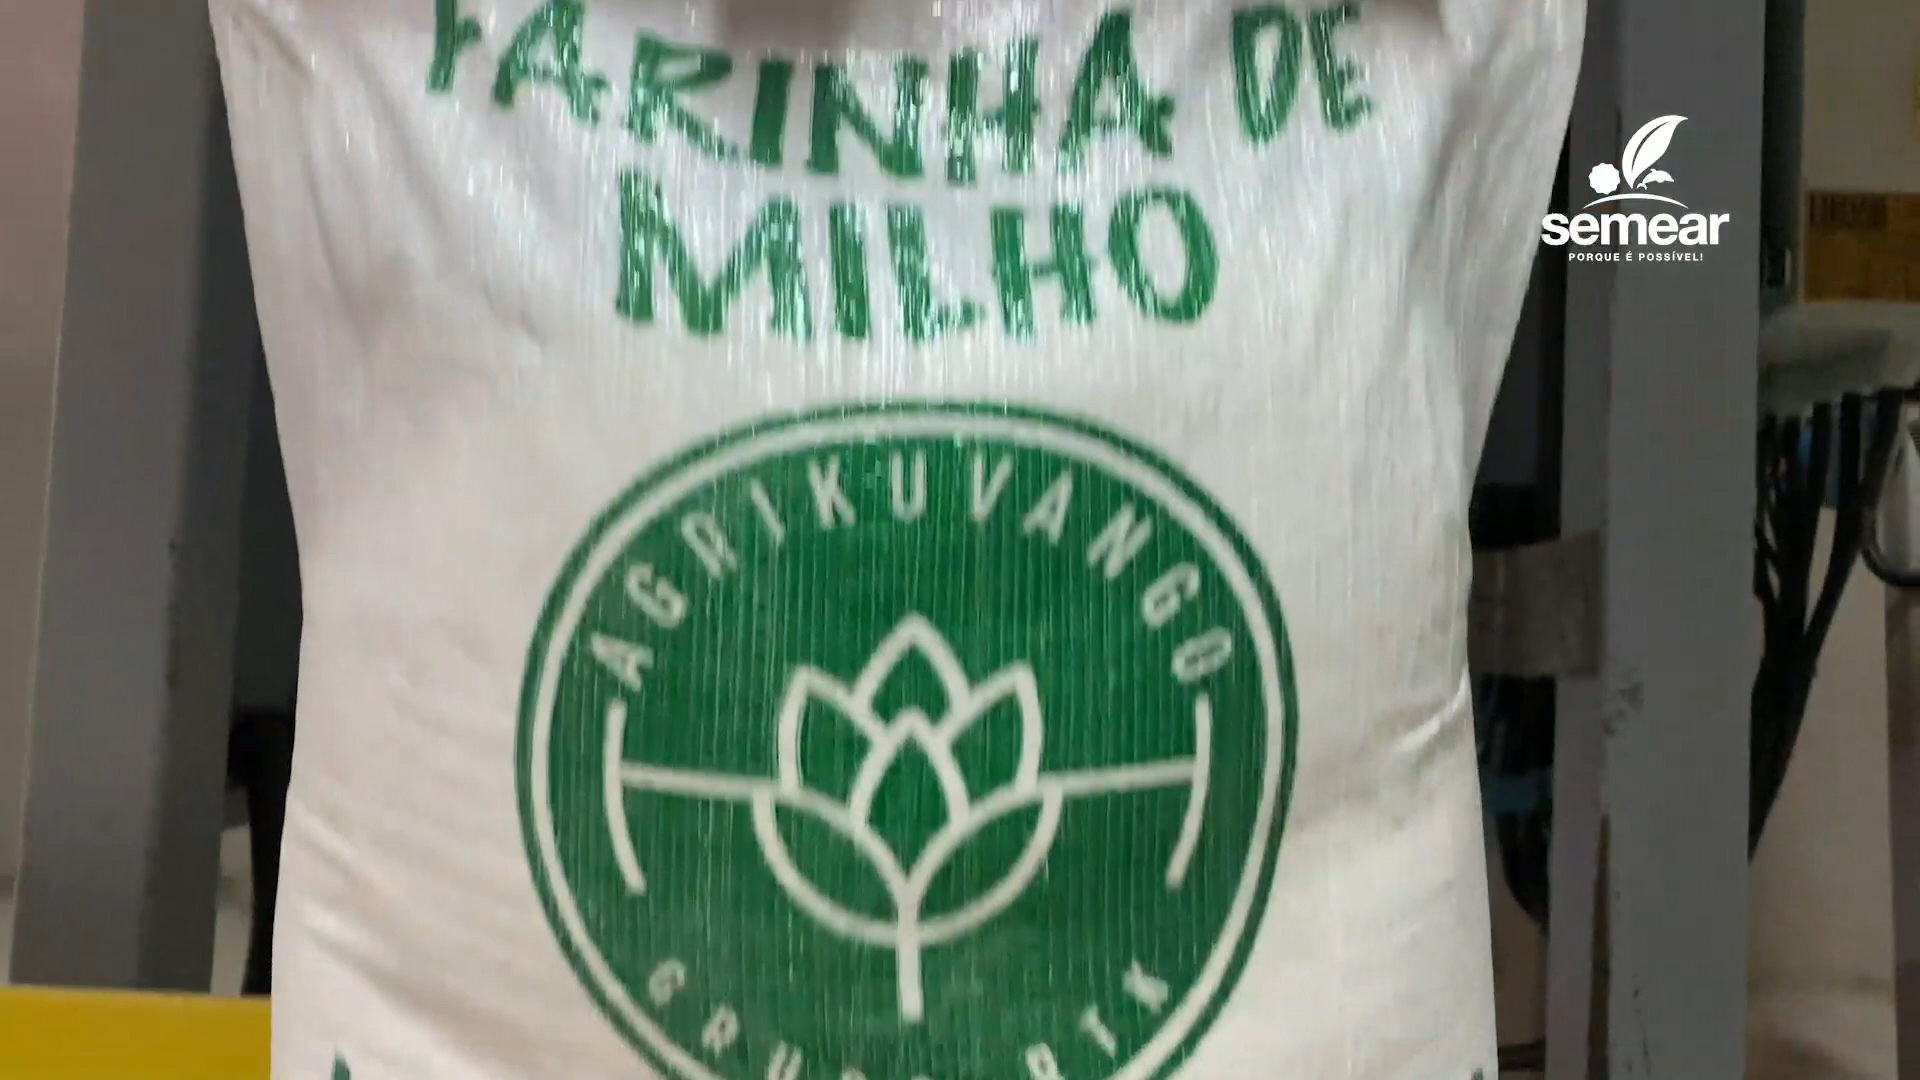 FARINHA DE
MILHO
AGRIKUVANGO
semear
PORQUE É POSSÍVEL!